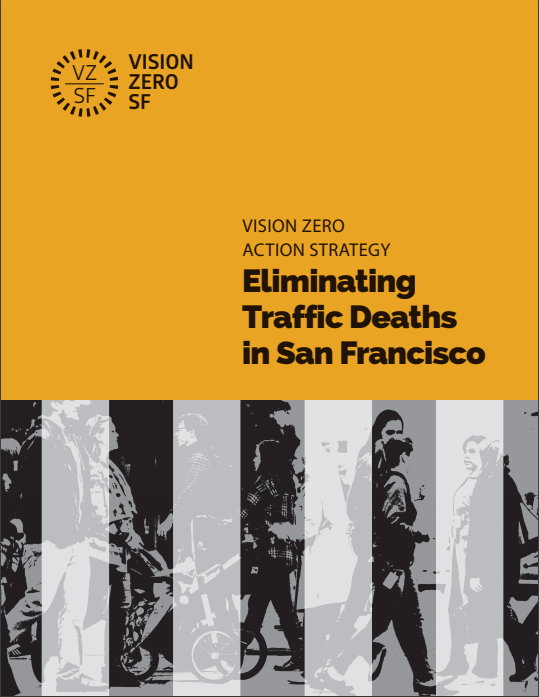 VZ
SF
VISION
ZERO
SF
VISION ZERO
ACTION STRATEGY
Eliminating
Traffic Deaths
in San Francisco